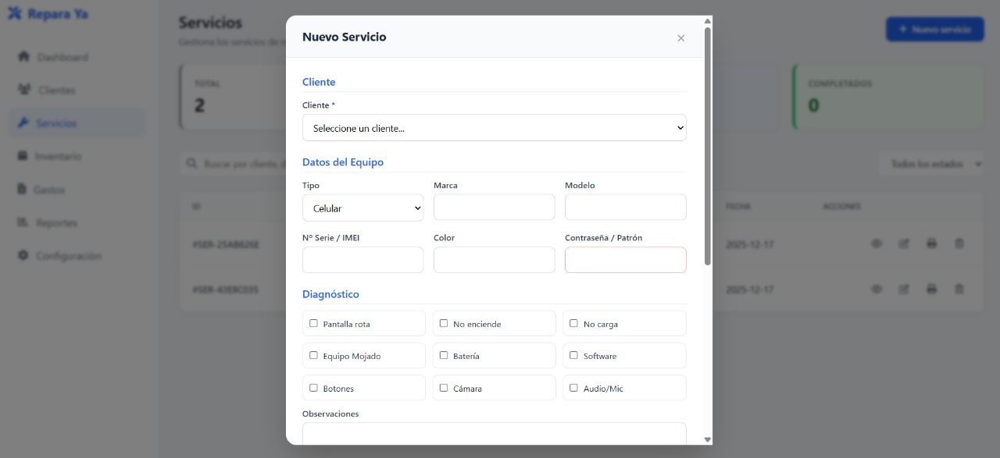 Repara Ya
Servicios
Gestiona los servicios de
Nuevo servicio
Dashboard
Clientes
Servicios
Inventario
Gastos
Reportes
Configuración
TOTAL
2
COMPLETADOS
0
Buscar por cliente,
Todos los estados
ID
FECHA
ACCIONES
#SER-25AB826E
2025-12-17
#SER-43EBC035
2025-12-17
Nuevo Servicio
×
Cliente
Cliente *
Seleccione un cliente...
Datos del Equipo
Tipo
Marca
Modelo
Celular
Nº Serie / IMEI
Color
Contraseña / Patrón
Diagnóstico
Pantalla rota
No enciende
No carga
Equipo Mojado
Batería
Software
Botones
Cámara
Audio/Mic
Observaciones